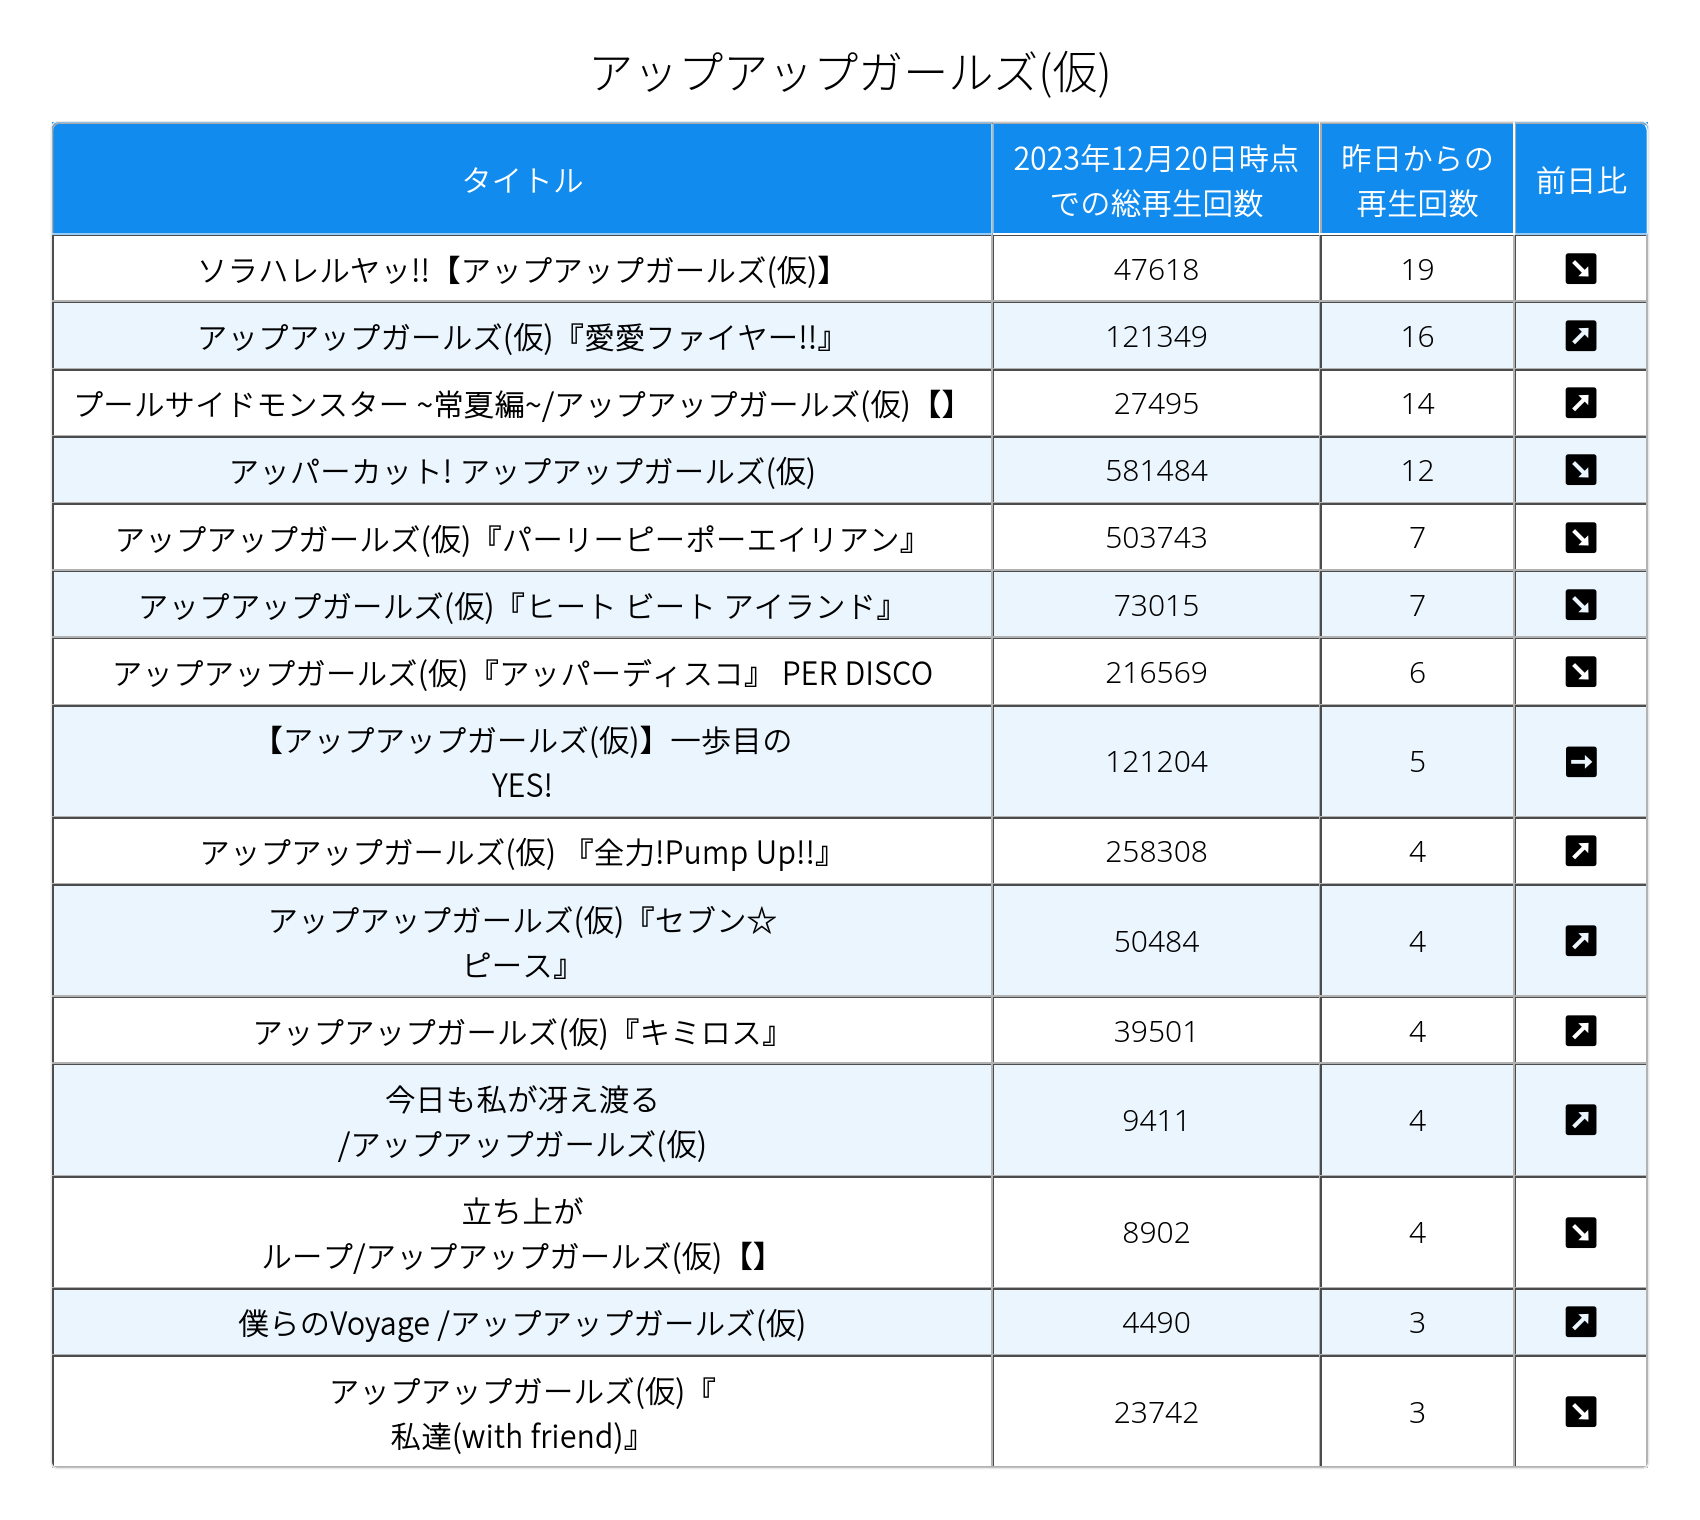 アップアップガールズ(仮)
タイトル
2023年12月20日時点
での総再生回数
昨日からの
再生回数
前日比
ソラハレルヤッ!!【アップアップガールズ(仮)】
47618
19
アップアップガールズ(仮)『愛愛ファイヤー!!』
121349
16
プールサイドモンスター ~常夏編~/アップアップガールズ(仮)【】
27495
14
アッパーカット! アップアップガールズ(仮)
581484
12
アップアップガールズ(仮)『パーリーピーポーエイリアン』
503743
7
アップアップガールズ(仮)『ヒート ビート アイランド』
73015
7
アップアップガールズ(仮)『アッパーディスコ』 PER DISCO
216569
6
【アップアップガールズ(仮)】一歩目の
YES!
121204
5
アップアップガールズ(仮) 『全力!Pump Up!!』
258308
4
アップアップガールズ(仮)『セブン☆
ピース』
50484
4
アップアップガールズ(仮)『キミロス』
39501
4
今日も私が冴え渡る
/アップアップガールズ(仮)
9411
4
立ち上が
ループ/アップアップガールズ(仮)【】
8902
4
僕らのVoyage /アップアップガールズ(仮)
4490
3
アップアップガールズ(仮)『
私達(with friend)』
23742
3